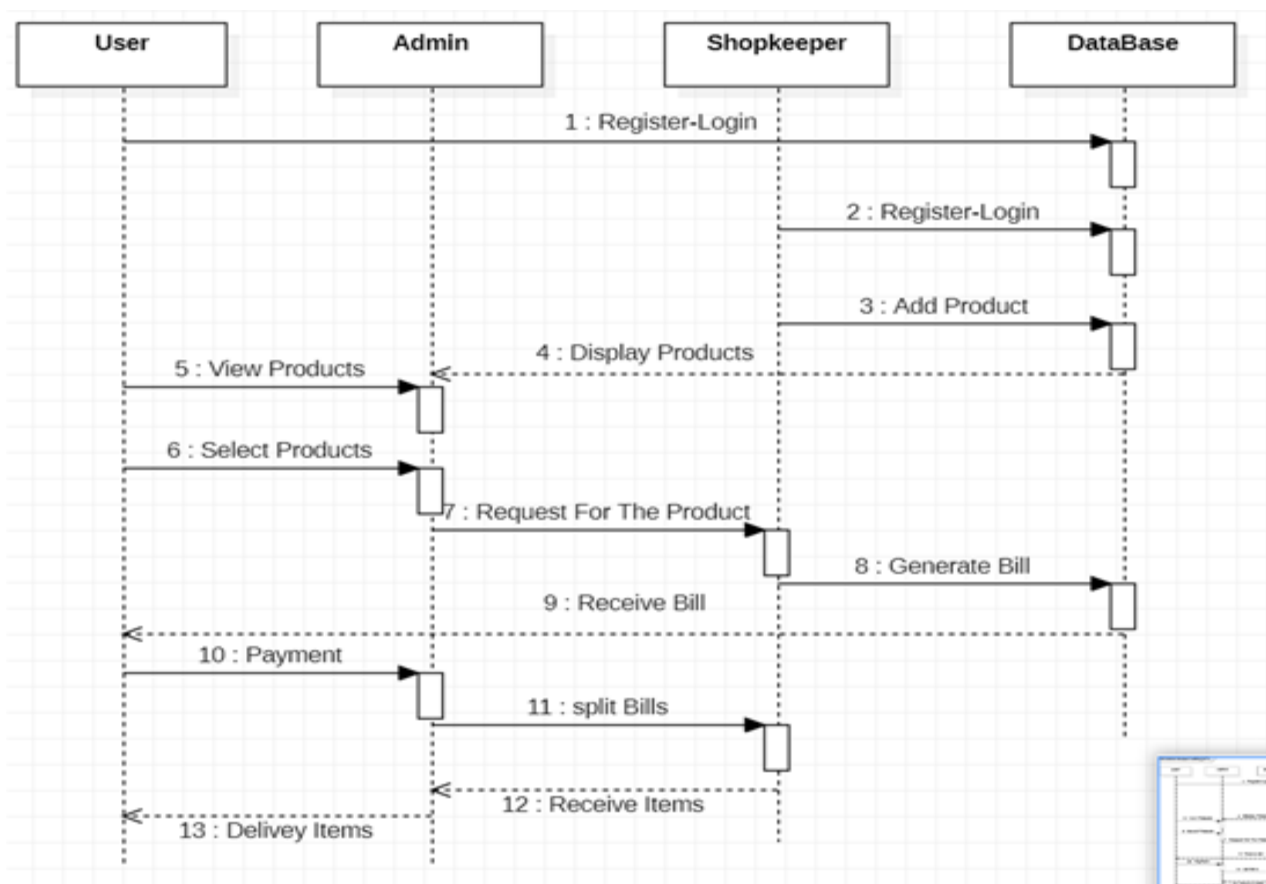 User Admin Shopkeeper DataBase
1 : Register-Login
2 : Register-Login
3 : Add Product
4 : Display Products
5 : View Products
6 : Select Products
7 : Request For The Product
8 : Generate Bill
9 : Receive Bill
10 : Payment
11 : split Bills
12 : Receive Items
13 : Delivey Items